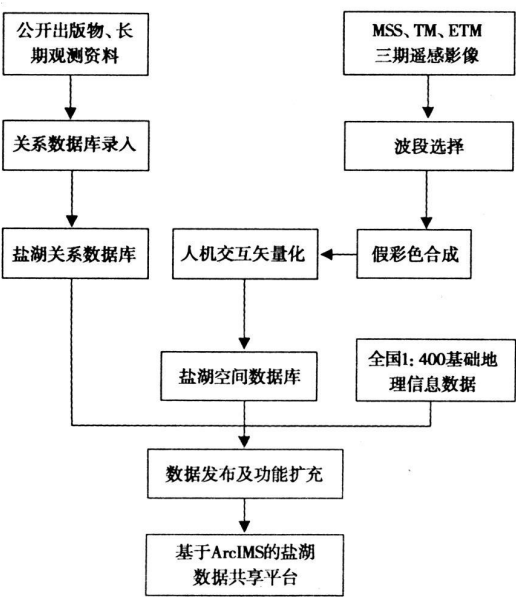 公开出版物、长
期观测资料
MSS、TM、ETM
三期遥感影像
关系数据库录入
波段选择
盐湖关系数据库
人机交互矢量化
假彩色合成
盐湖空间数据库
全国1：400基础地
理信息数据
数据发布及功能扩充
基于ArcIMS的盐湖
数据共享平台